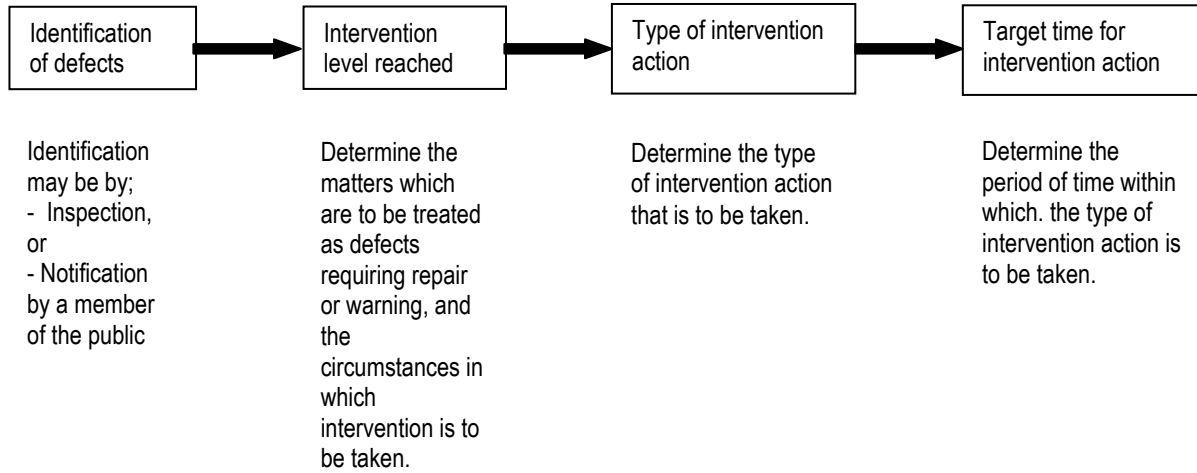 Identification
of defects
Intervention
level reached
Type of intervention
action
Target time for
intervention action
Identification
may be by;
- Inspection,
or
- Notification
by a member
of the public
Determine the
matters which
are to be treated
as defects
requiring repair
or warning, and
the
circumstances in
which
intervention is to
be taken.
Determine the type
of intervention action
that is to be taken.
Determine the
period of time within
which. the type of
intervention action is
to be taken.